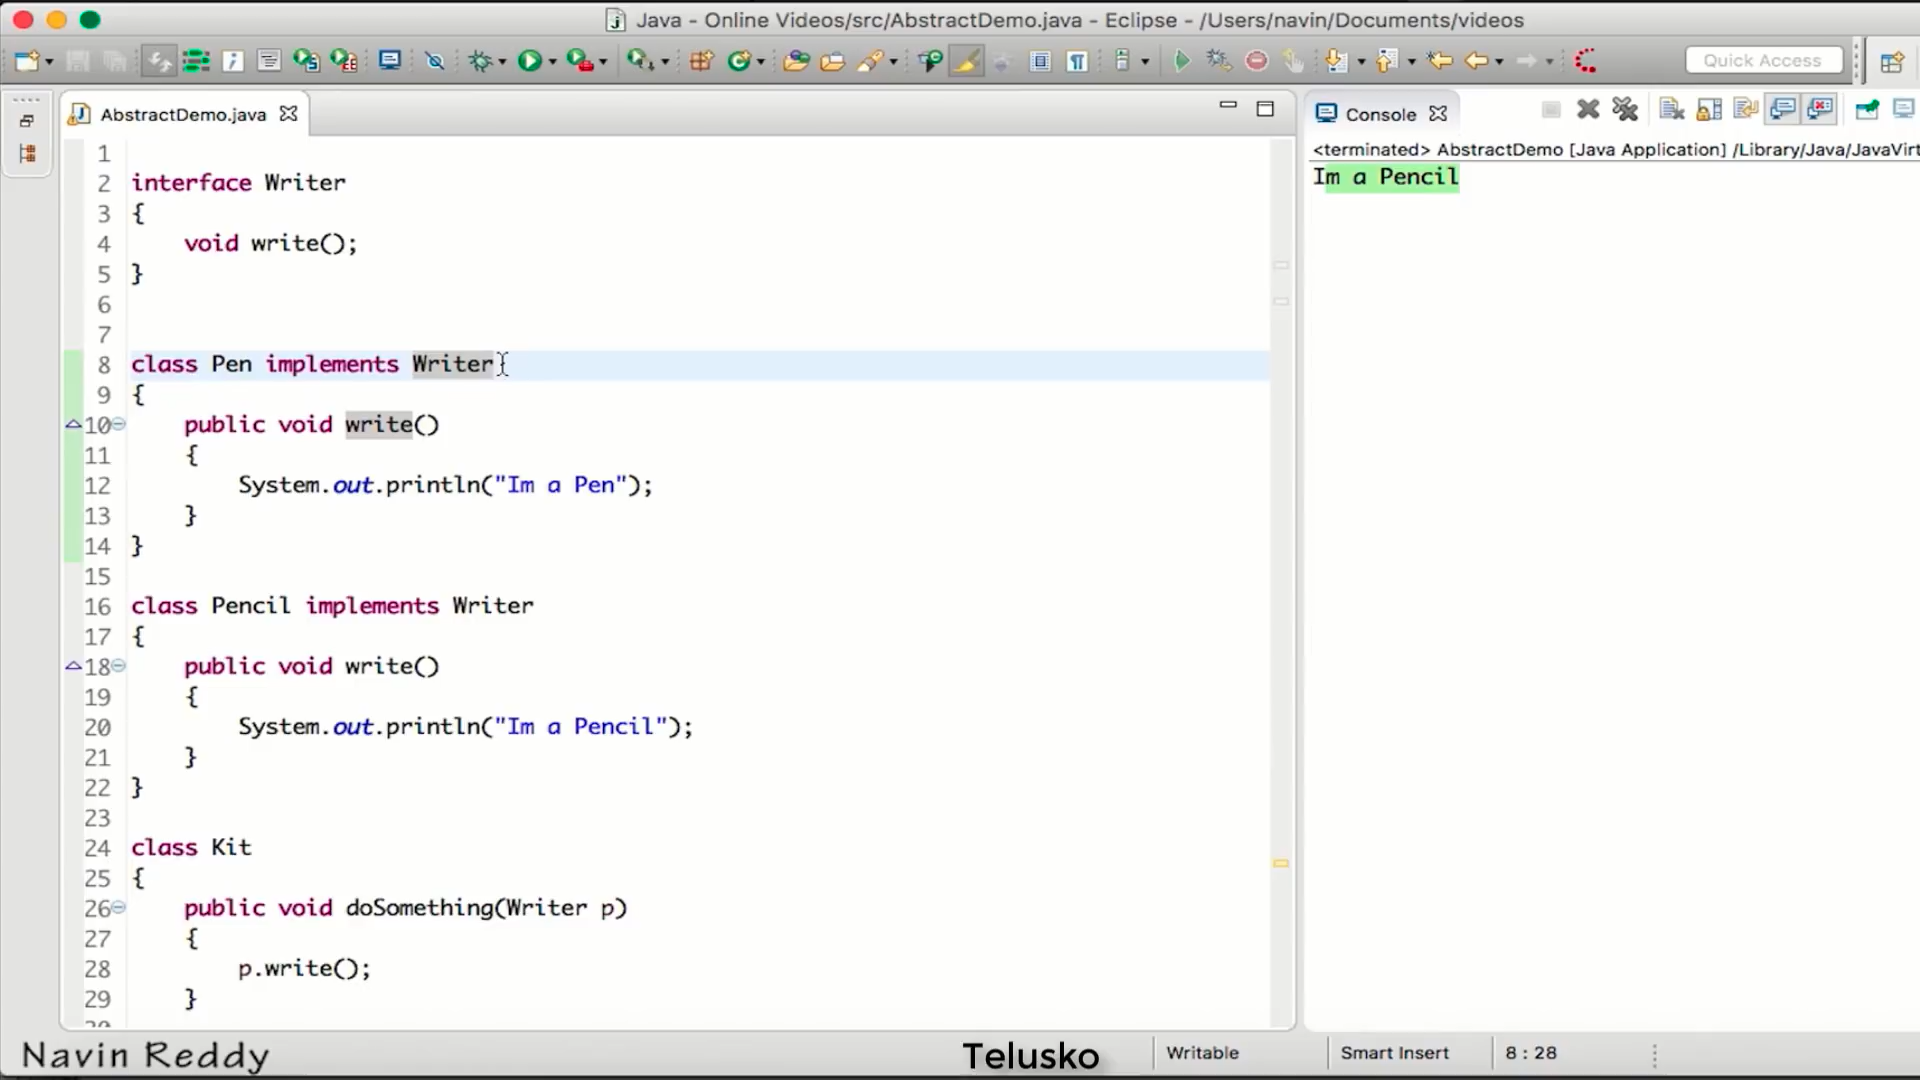 Java - Online Videos/src/AbstractDemo.java - Eclipse - /Users/navin/Documents/videos
Quick Access
AbstractDemo.java
1
2 interface Writer
3 {
4 void write();
5 }
6
7
8 class Pen implements Writer
9 {
10 public void write()
11 {
12 System.out.println("Im a Pen");
13 }
14 }
15
16 class Pencil implements Writer
17 {
18 public void write()
19 {
20 System.out.println("Im a Pencil");
21 }
22 }
23
24 class Kit
25 {
26 public void doSomething(Writer p)
27 {
28 p.write();
29 }
Console
<terminated> AbstractDemo [Java Application] /Library/Java/JavaVirt
Im a Pencil
Navin Reddy
Telusko
Writable
Smart Insert
8 : 28